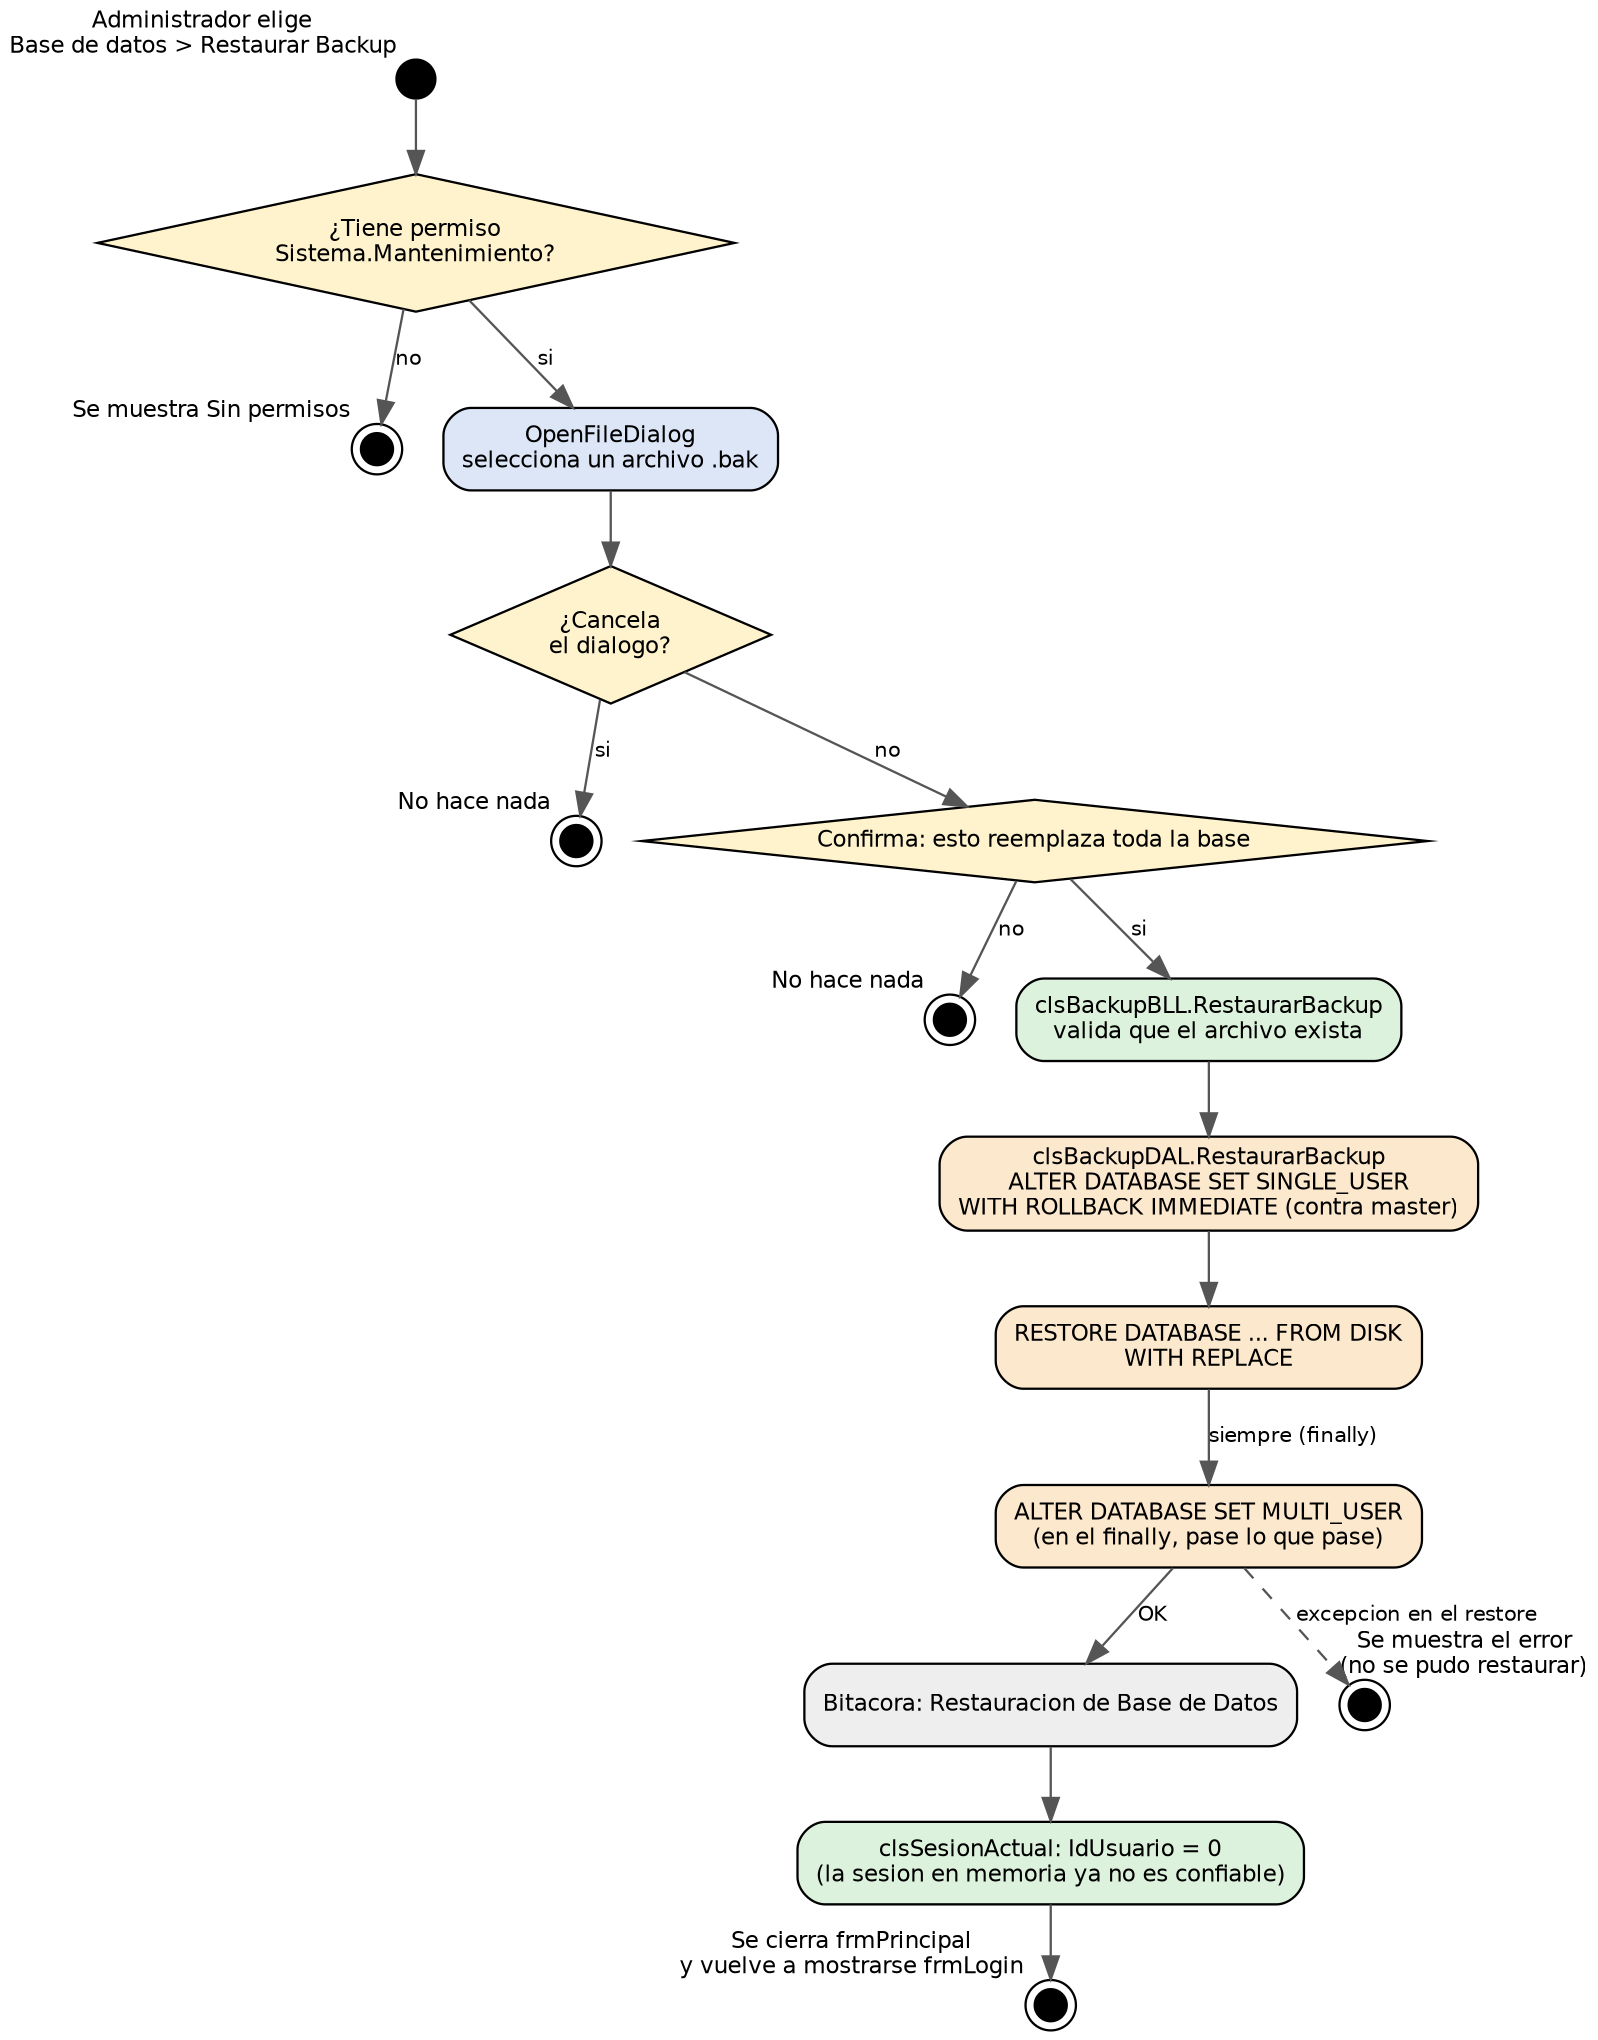 Administrador elige
Base de datos > Restaurar Backup
¿Tiene permiso
Sistema.Mantenimiento?
no
si
Se muestra Sin permisos
OpenFileDialog
selecciona un archivo .bak
¿Cancela
el dialogo?
si
no
No hace nada
Confirma: esto reemplaza toda la base
no
si
No hace nada
clsBackupBLL.RestaurarBackup
valida que el archivo exista
clsBackupDAL.RestaurarBackup
ALTER DATABASE SET SINGLE_USER
WITH ROLLBACK IMMEDIATE (contra master)
RESTORE DATABASE ... FROM DISK
WITH REPLACE
siempre (finally)
ALTER DATABASE SET MULTI_USER
(en el finally, pase lo que pase)
OK
excepcion en el restore
Se muestra el error
(no se pudo restaurar)
Bitacora: Restauracion de Base de Datos
clsSesionActual: IdUsuario = 0
(la sesion en memoria ya no es confiable)
Se cierra frmPrincipal
y vuelve a mostrarse frmLogin